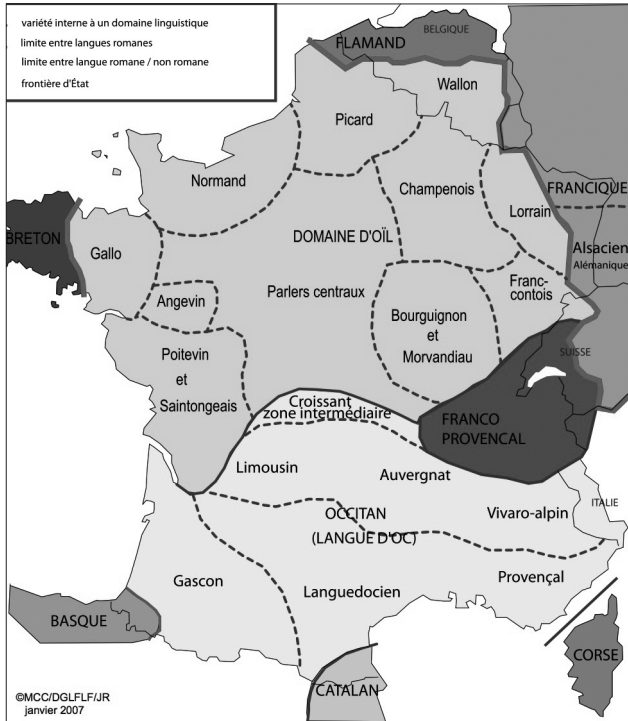 variété interne à un domaine linguistique
limite entre langues romanes
limite entre langue romane / non romane
frontière d'État
BELGIQUE
FLAMAND
Wallon
Picard
Normand
Champenois
FRANCIQUE
Lorrain
BRETON
Gallo
DOMAINE D'OÏL
Alsacien
Alémanique
Angevin
Parlers centraux
Franc-
contois
Bourguignon
et
Morvandiau
Poitevin
et
Saintongeais
SUISSE
Croissant
zone intermédiaire
FRANCO
PROVENCAL
Limousin
Auvergnat
ITALIE
OCCITAN
(LANGUE D'OC)
Vivaro-alpin
Gascon
Languedocien
Provençal
BASQUE
CORSE
CATALAN
©MCC/DGLFLF/JR
janvier 2007